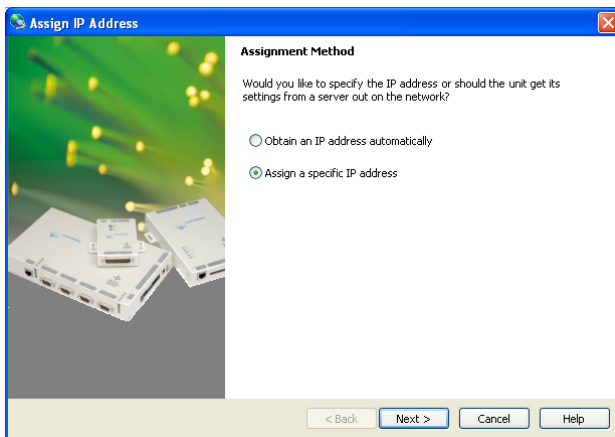 Assign IP Address
Assignment Method
Would you like to specify the IP address or should the unit get its
settings from a server out on the network?
Obtain an IP address automatically
Assign a specific IP address
< Back
Next >
Cancel
Help